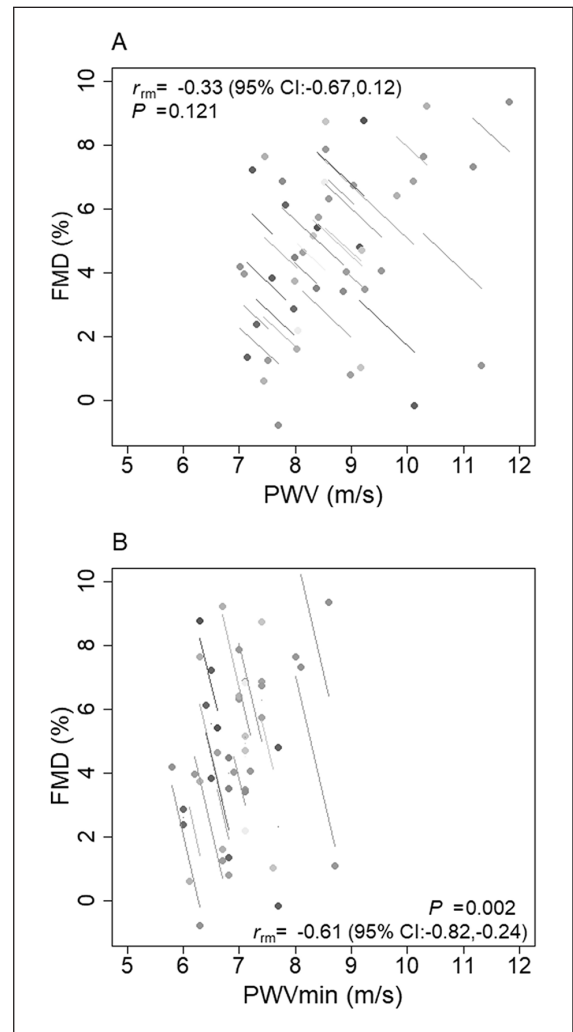 A
r rm= -0.33 (95% CI:-0.67,0.12)
P =0.121
10
8
6
4
2
0
FMD (%)
5 6 7 8 9 10 11 12
PWV (m/s)
B
10
8
6
4
2
0
FMD (%)
P =0.002
r rm= -0.61 (95% CI:-0.82,-0.24)
5 6 7 8 9 10 11 12
PWVmin (m/s)